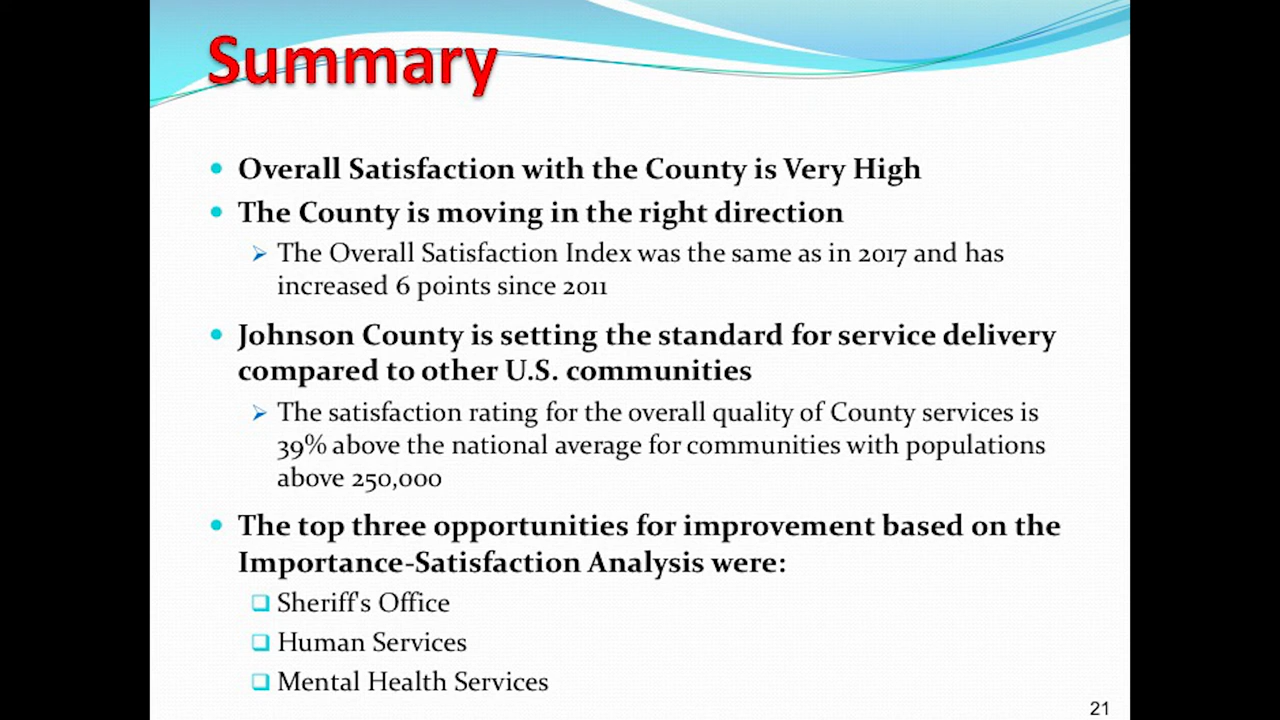 Summary
Overall Satisfaction with the County is Very High
The County is moving in the right direction
The Overall Satisfaction Index was the same as in 2017 and has
increased 6 points since 2011
Johnson County is setting the standard for service delivery
compared to other U.S. communities
The satisfaction rating for the overall quality of County services is
39% above the national average for communities with populations
above 250,000
The top three opportunities for improvement based on the
Importance-Satisfaction Analysis were:
Sheriff's Office
Human Services
Mental Health Services
21